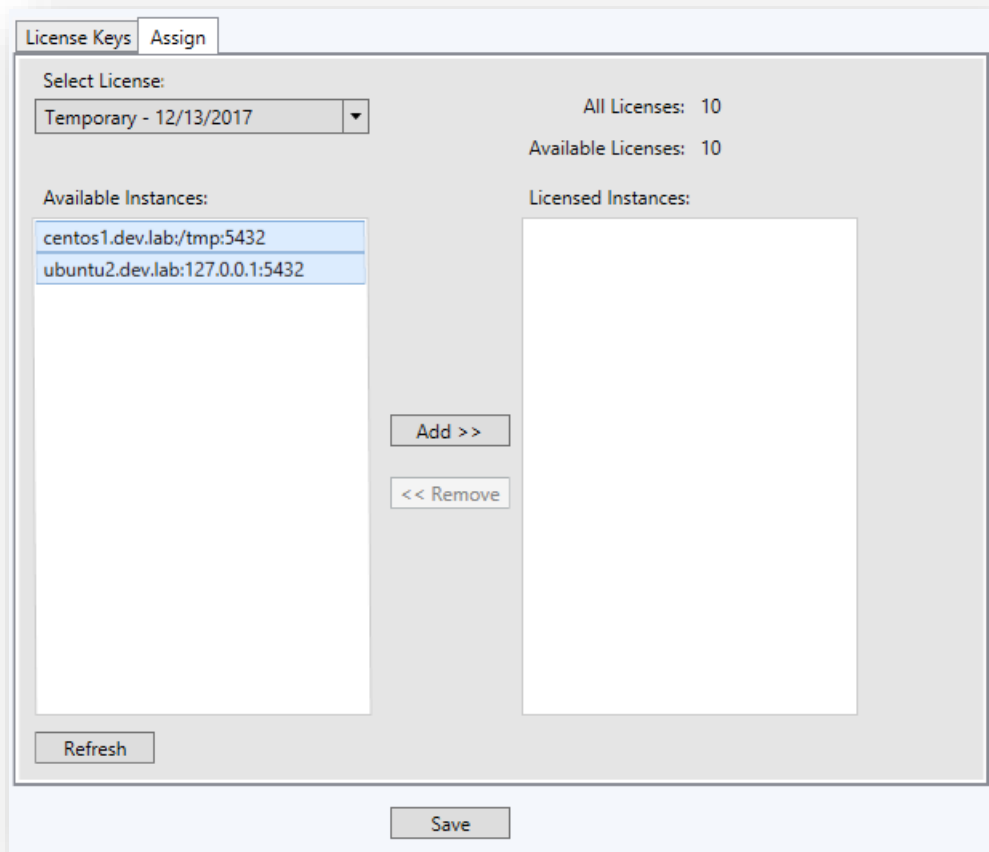 License Keys Assign
Select License:
Temporary - 12/13/2017
All Licenses: 10
Available Licenses: 10
Available Instances:
centos1.dev.lab:/tmp:5432
ubuntu2.dev.lab:127.0.0.1:5432
Licensed Instances:
Add >>
<< Remove
Refresh
Save